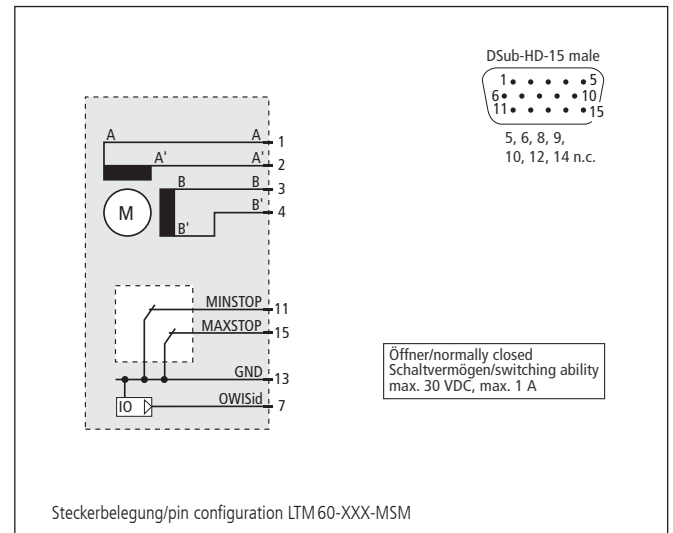 DSub-HD-15 male
1 5
6 10
11 15
5, 6, 8, 9,
10, 12, 14 n.c.
A A 1
A' A' 2
B B 3
B' 4
M
B'
MINSTOP 11
MAXSTOP 15
GND 13
IO OWISid 7
Öffner/normally closed
Schaltvermögen/switching ability
max. 30 VDC, max. 1 A
Steckerbelegung/pin configuration LTM 60-XXX-MSM